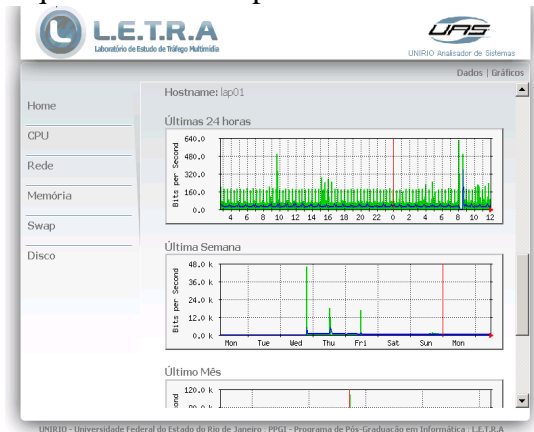 L.E.T.R.A
Laboratório de Estudo de Tráfego Multimídia
UAS
UNIRIO Analisador de Sistemas
Dados | Gráficos
Home
CPU
Rede
Memória
Swap
Disco
Hostname: lap01
Últimas 24 horas
Bits per Second
640.0
480.0
320.0
160.0
0.0
4 6 8 10 12 14 16 18 20 22 0 2 4 6 8 10 12
Última Semana
Bits per Second
48.0 k
36.0 k
24.0 k
12.0 k
0.0 k
Mon Tue Wed Thu Fri Sat Sun Mon
Último Mês
120.0 k
UNIRIO - Universidade Federal do Estado do Rio de Janeiro : PPGI - Programa de Pós-Graduação em Informática : L.E.T.R.A